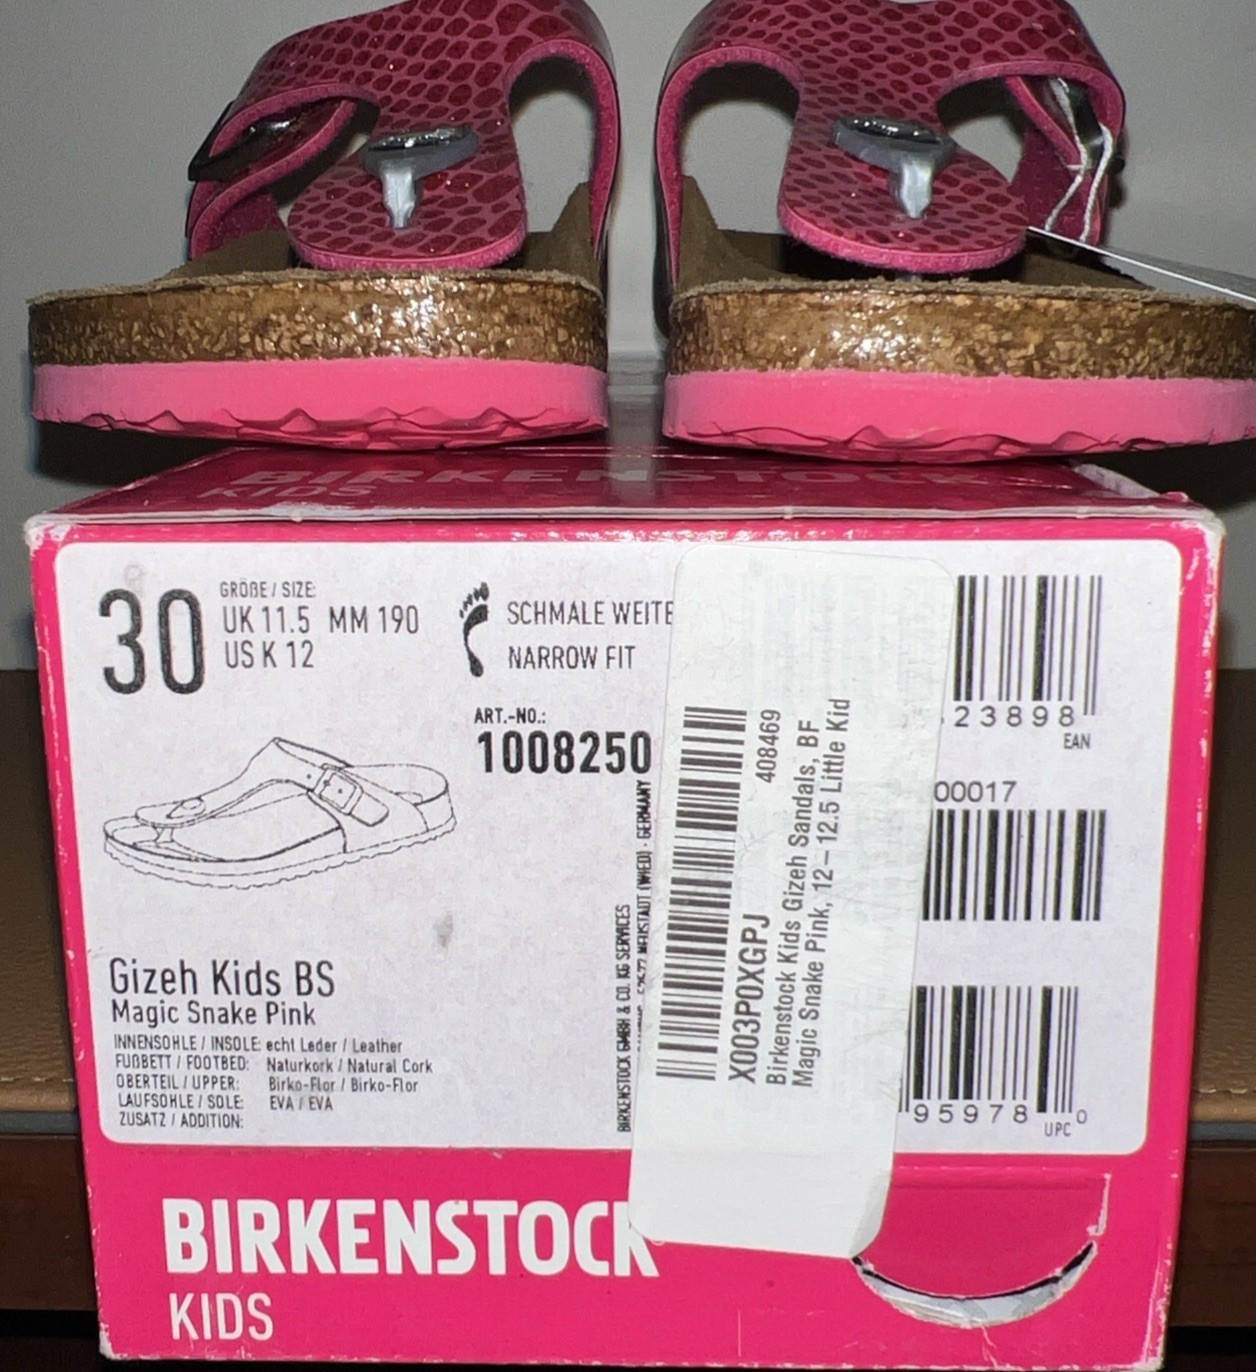 BIRKENSTOCK
KIDS
30
GRÖßE / SIZE:
UK 11.5 MM 190
US K 12
SCHMALE WEITE
NARROW FIT
ART.-NO.:
1008250
Gizeh Kids BS
Magic Snake Pink
INNENSOHLE / INSOLE: echt Leder / Leather
FUßBETT / FOOTBED: Naturkork / Natural Cork
OBERTEIL / UPPER: Birko-Flor / Birko-Flor
LAUFSOHLE / SOLE: EVA / EVA
ZUSATZ / ADDITION:
BIRKENSTOCK GMBH & CO. KG SERVICES
(WIED) · GERMANY
408469
X003P0XGPJ
Birkenstock Kids Gizeh Sandals, BF
Magic Snake Pink, 12–12.5 Little Kid
23898
EAN
00017
95978 0
UPC
BIRKENSTOCK
KIDS